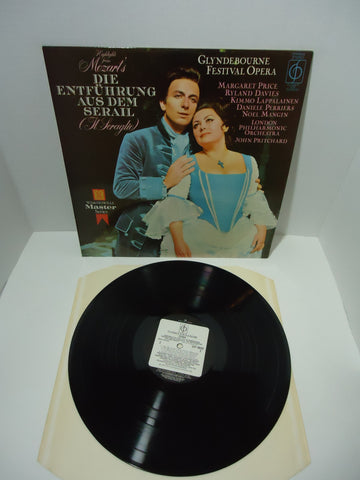 Highlights
from
Mozart's
DIE
ENTFÜHRUNG
AUS DEM
SERAIL
(Il Seraglio)
GLYNDEBOURNE
FESTIVAL OPERA
MARGARET PRICE
RYLAND DAVIES
KIMMO LAPPALAINEN
DANIÈLE PERRIERS
NOEL MANGIN
LONDON
PHILHARMONIC
ORCHESTRA
JOHN PRITCHARD
Master
Series